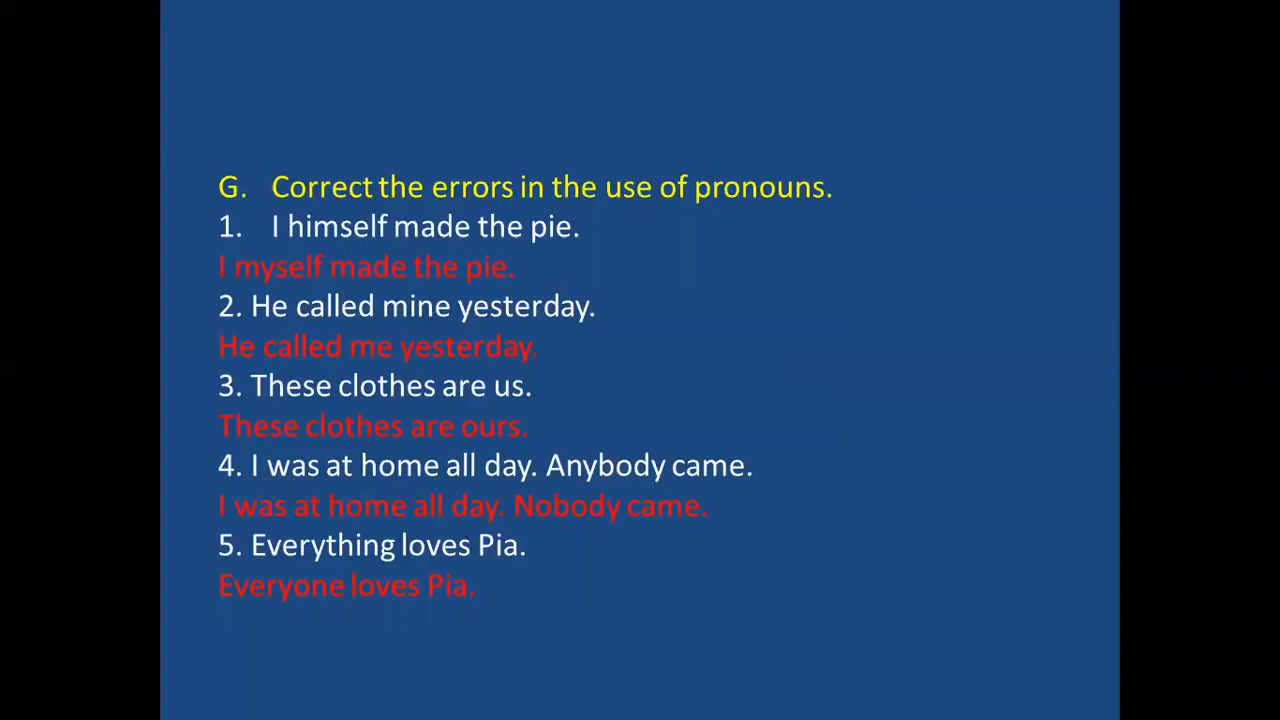 G. Correct the errors in the use of pronouns.
1. I himself made the pie.
I myself made the pie.
2. He called mine yesterday.
He called me yesterday.
3. These clothes are us.
These clothes are ours.
4. I was at home all day. Anybody came.
I was at home all day. Nobody came.
5. Everything loves Pia.
Everyone loves Pia.